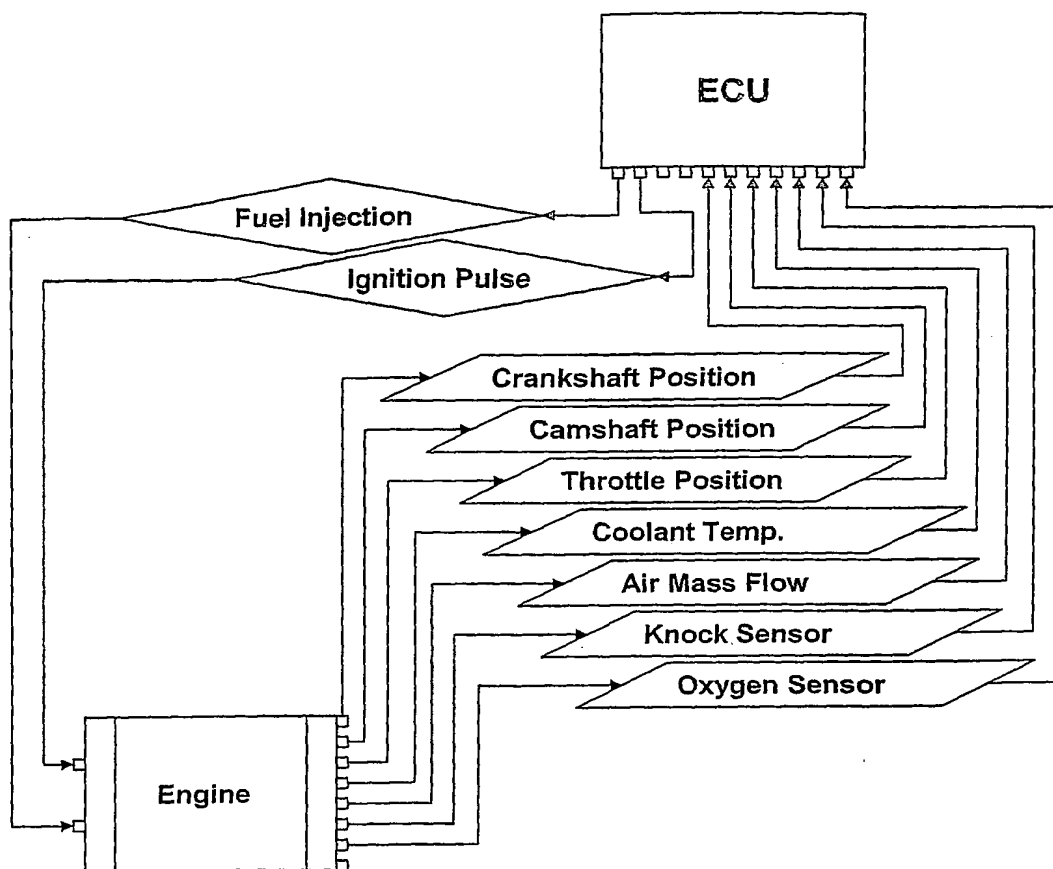 ECU
Fuel Injection
Ignition Pulse
Crankshaft Position
Camshaft Position
Throttle Position
Coolant Temp.
Air Mass Flow
Knock Sensor
Oxygen Sensor
Engine